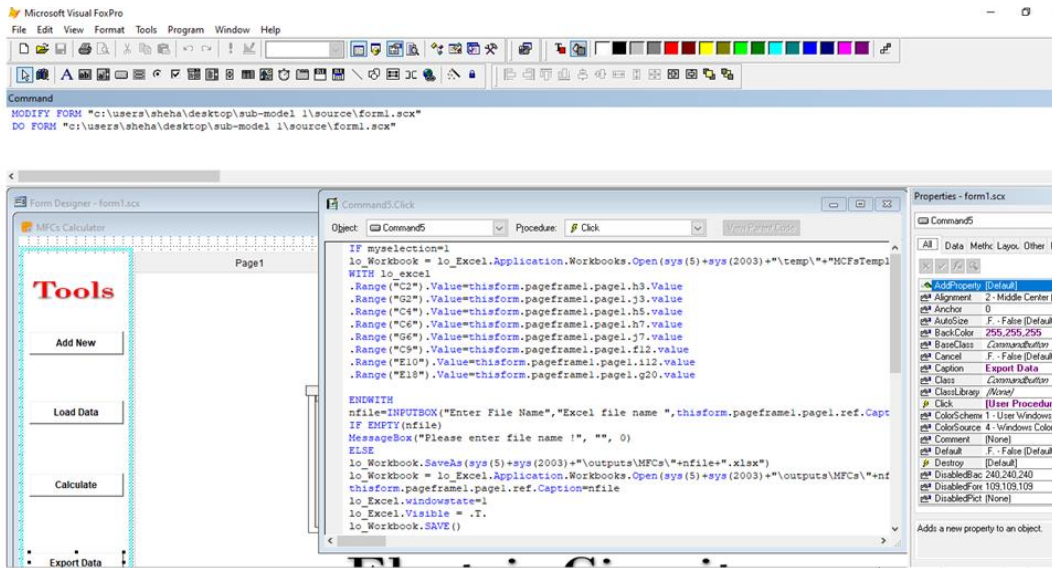 Microsoft Visual FoxPro
File Edit View Format Tools Program Window Help
Command
MODIFY FORM "c:\users\sheha\desktop\sub-model 1\source\form1.scx"
DO FORM "c:\users\sheha\desktop\sub-model 1\source\form1.scx"
Form Designer - form1.scx
MFCs Calculator
Page1
Tools
Add New
Load Data
Calculate
Export Data
Command5.Click
Object: Command5 Procedure: Click View Parent Code
IF myselection=1
lo_Workbook = lo_Excel.Application.Workbooks.Open(sys(5)+sys(2003)+"\temp\"+"MCFsTempl
WITH lo_excel
.Range("C2").Value=thisform.pageframe1.page1.h3.Value
.Range("G2").Value=thisform.pageframe1.page1.j3.Value
.Range("C4").Value=thisform.pageframe1.page1.h5.Value
.Range("C6").Value=thisform.pageframe1.page1.h7.Value
.Range("G6").Value=thisform.pageframe1.page1.j7.Value
.Range("C9").Value=thisform.pageframe1.page1.f12.value
.Range("E10").Value=thisform.pageframe1.page1.i12.value
.Range("E18").Value=thisform.pageframe1.page1.g20.value
ENDWITH
nfile=INPUTBOX("Enter File Name","Excel file name ",thisform.pageframe1.page1.ref.Capt
IF EMPTY(nfile)
MessageBox("Please enter file name !", "", 0)
ELSE
lo_Workbook.SaveAs(sys(5)+sys(2003)+"\outputs\MFCs\"+nfile+".xlsx")
lo_Workbook = lo_Excel.Application.Workbooks.Open(sys(5)+sys(2003)+"\outputs\MFCs\"+nf
thisform.pageframe1.page1.ref.Caption=nfile
lo_Excel.windowstate=1
lo_Excel.Visible = .T.
lo_Workbook.SAVE()
Properties - form1.scx
Command5
All Data Methc Layou Other
AddProperty [Default]
Alignment 2 - Middle Center
Anchor 0
AutoSize .F. - False (Default
BackColor 255,255,255
BaseClass Commandbutton
Cancel .F. - False (Default
Caption Export Data
Class Commandbutton
ClassLibrary (None)
Click [User Procedur
ColorScheme 1 - User Windows
ColorSource 4 - Windows Color
Comment (None)
Default .F. - False (Default
Destroy [Default]
DisabledBac 240,240,240
DisabledFore 109,109,109
DisabledPict (None)
Adds a new property to an object.